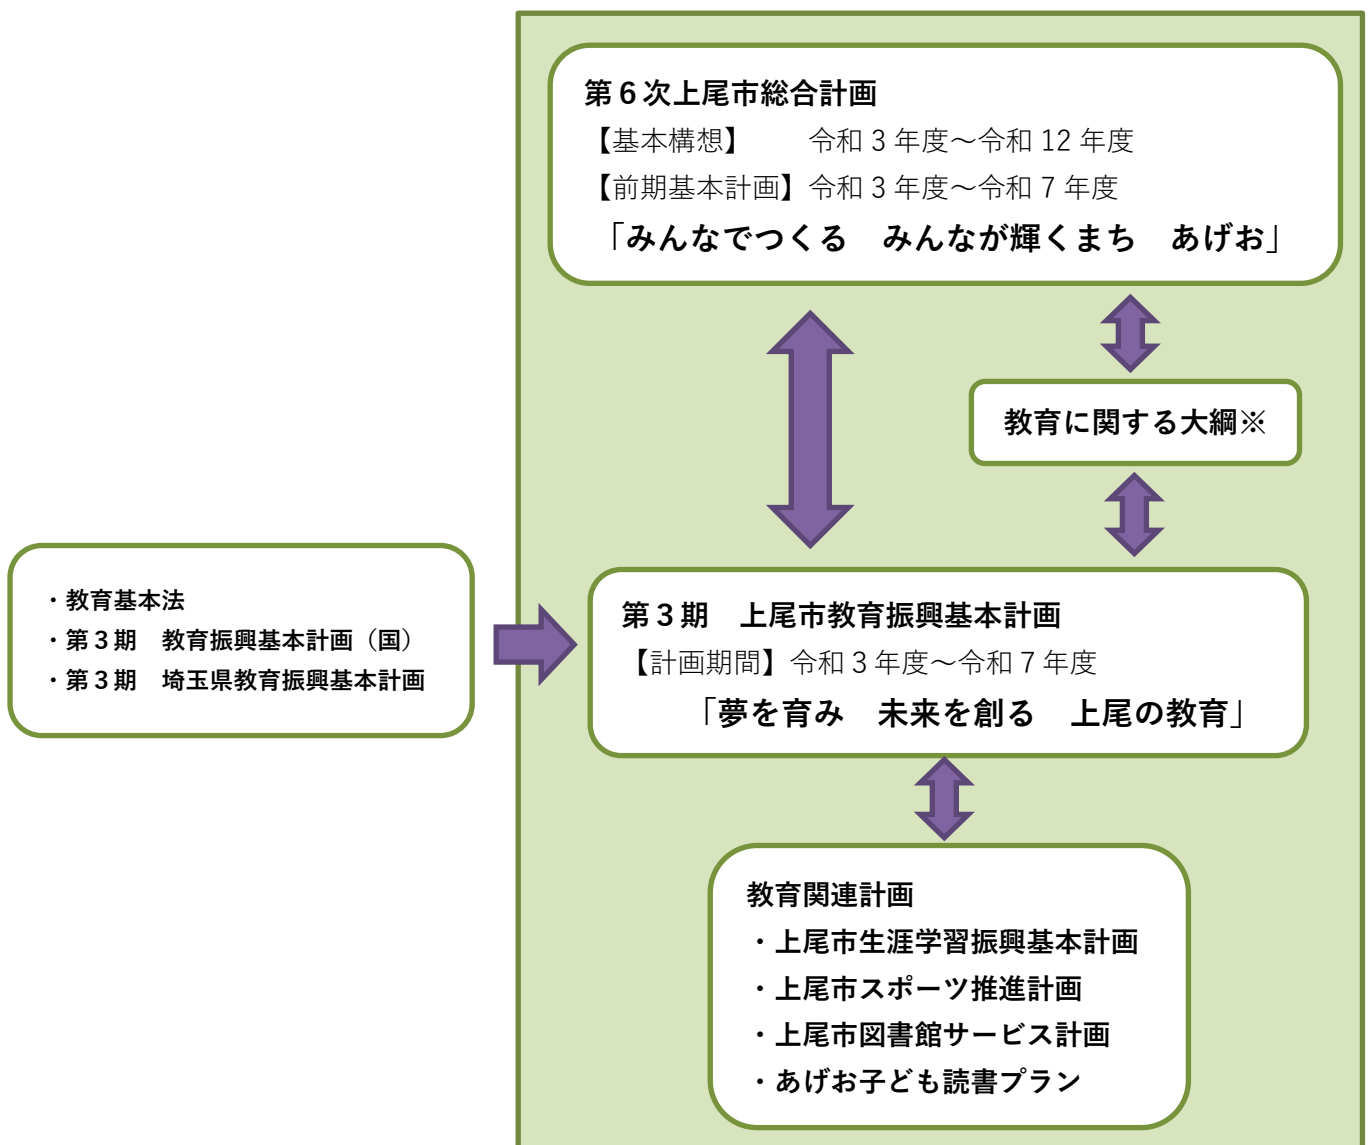 第6次上尾市総合計画
【基本構想】　　令和 3 年度～令和 12 年度
【前期基本計画】令和 3 年度～令和 7 年度
「みんなでつくる　みんなが輝くまち　あげお」
教育に関する大綱※
・教育基本法
・第３期　教育振興基本計画（国）
・第３期　埼玉県教育振興基本計画
第３期　上尾市教育振興基本計画
【計画期間】令和 3 年度～令和 7 年度
「夢を育み　未来を創る　上尾の教育」
教育関連計画
・上尾市生涯学習振興基本計画
・上尾市スポーツ推進計画
・上尾市図書館サービス計画
・あげお子ども読書プラン